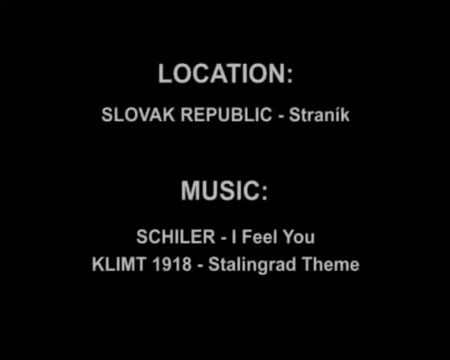 LOCATION:
SLOVAK REPUBLIC - Straník
MUSIC:
SCHILER - I Feel You
KLIMT 1918 - Stalingrad Theme